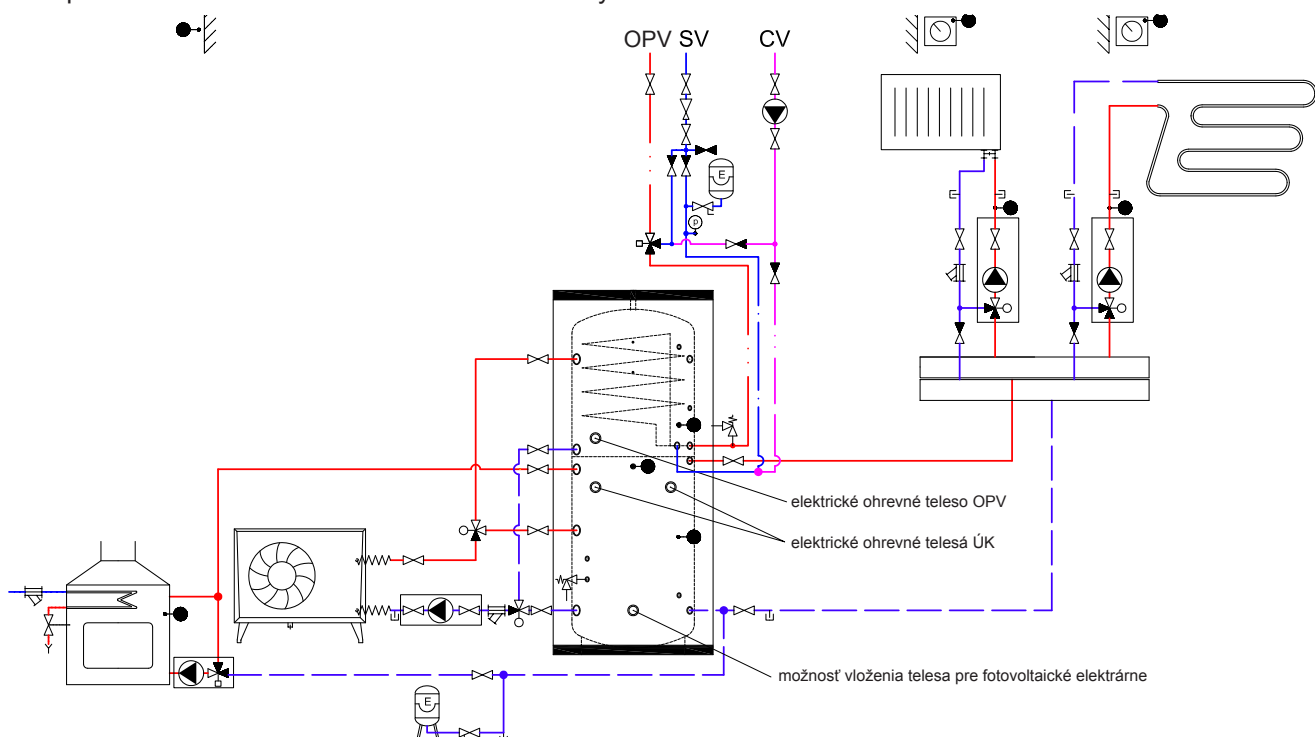 OPV SV CV
E
p
elektrické ohrevné teleso OPV
elektrické ohrevné telesá ÚK
možnosť vloženia telesa pre fotovoltaické elektrárne
E